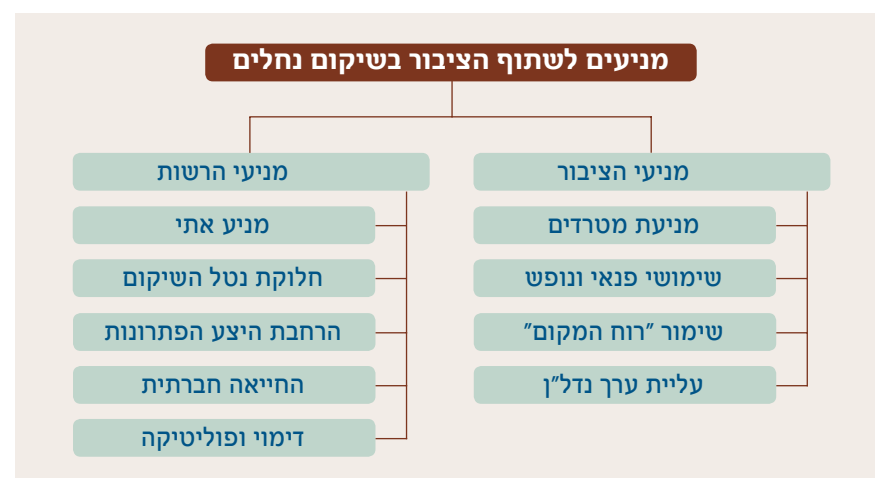 מניעים לשתוף הציבור בשיקום נחלים
מניעי הציבור
מניעת מטרדים
שימושי פנאי ונופש
שימור "רוח המקום"
עליית ערך נדל"ן
מניעי הרשות
מניע אתי
חלוקת נטל השיקום
הרחבת היצע הפתרונות
החייאה חברתית
דימוי ופוליטיקה